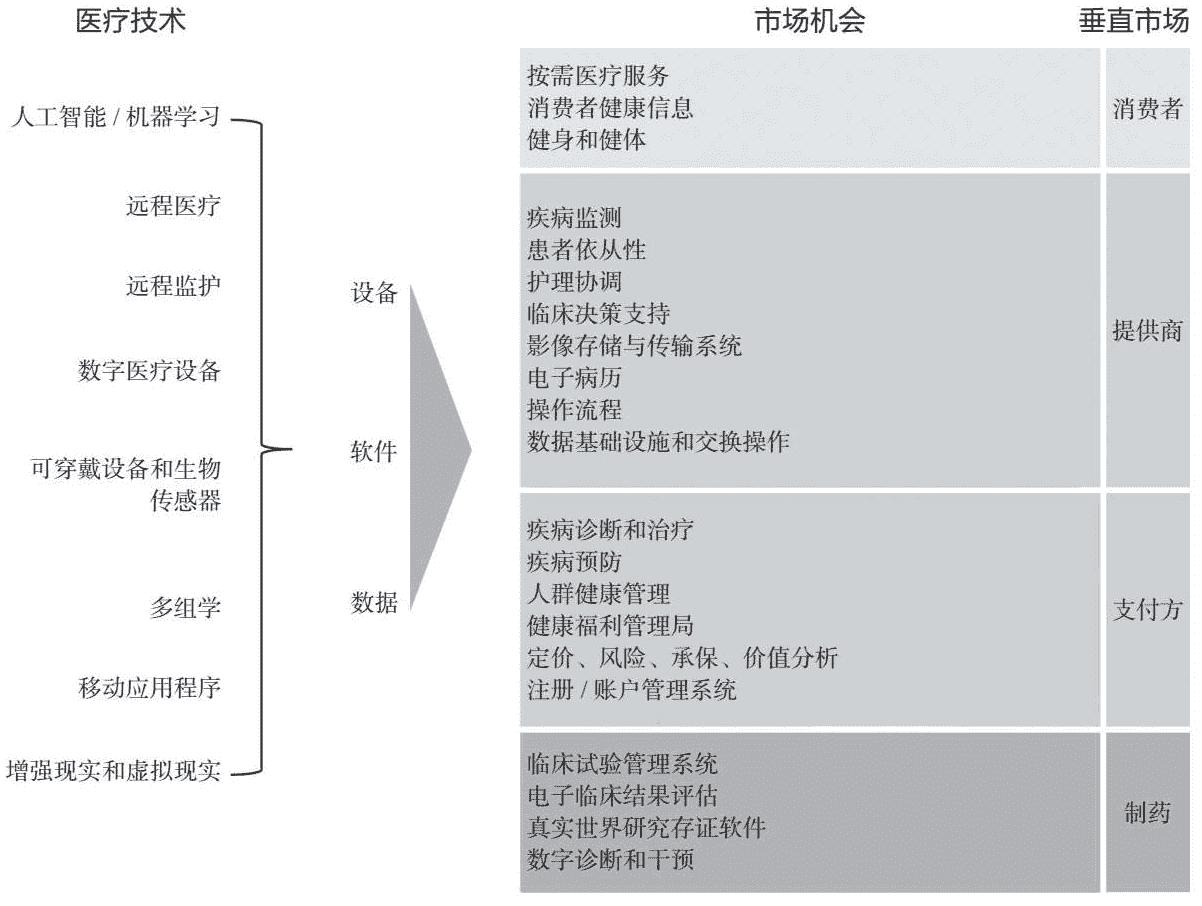 医疗技术
市场机会
垂直市场
人工智能 / 机器学习
远程医疗
远程监护
数字医疗设备
可穿戴设备和生物
传感器
多组学
移动应用程序
增强现实和虚拟现实
设备
软件
数据
按需医疗服务
消费者健康信息
健身和健体
消费者
疾病监测
患者依从性
护理协调
临床决策支持
影像存储与传输系统
电子病历
操作流程
数据基础设施和交换操作
提供商
疾病诊断和治疗
疾病预防
人群健康管理
健康福利管理局
定价、风险、承保、价值分析
注册 / 账户管理系统
支付方
临床试验管理系统
电子临床结果评估
真实世界研究存证软件
数字诊断和干预
制药